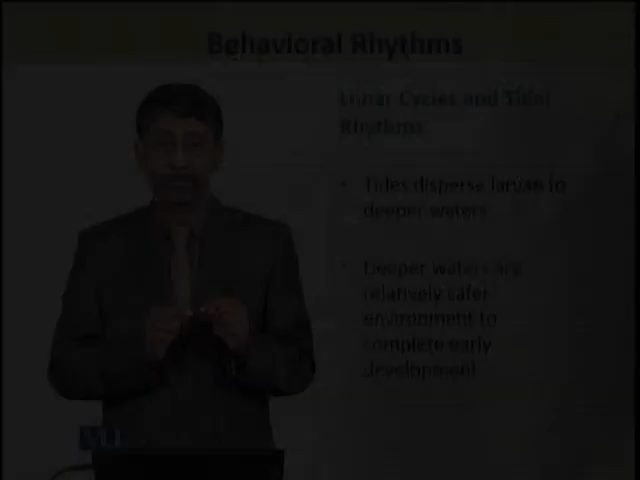 Behavioral Rhythms
Lunar Cycles and Tidal
Rhythms
• Tides disperse larvae to
deeper waters
• Deeper waters are
relatively safer
environment to
complete early
development
VU